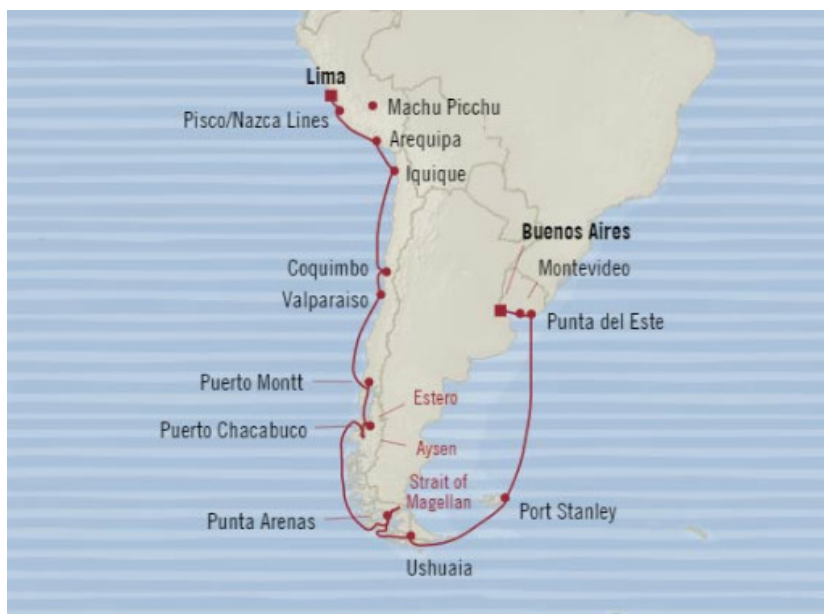 Lima
Machu Picchu
Pisco/Nazca Lines
Arequipa
Iquique
Buenos Aires
Coquimbo
Montevideo
Valparaiso
Punta del Este
Puerto Montt
Estero
Puerto Chacabuco
Aysen
Strait of
Magellan
Punta Arenas
Port Stanley
Ushuaia